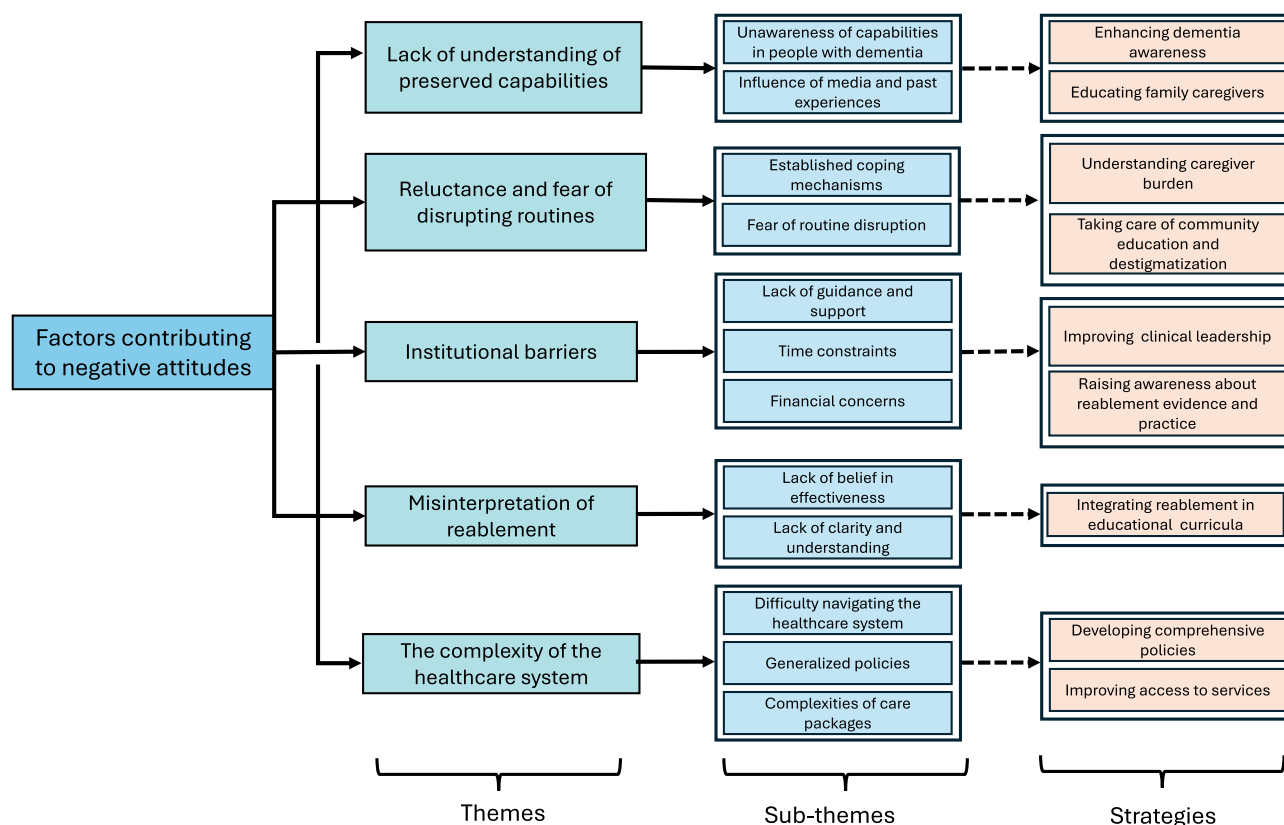 Factors contributing
to negative attitudes
Lack of understanding of
preserved capabilities
Unawareness of capabilities
in people with dementia
Influence of media and past
experiences
Enhancing dementia
awareness
Educating family caregivers
Reluctance and fear of
disrupting routines
Established coping
mechanisms
Fear of routine disruption
Understanding caregiver
burden
Taking care of community
education and
destigmatization
Institutional barriers
Lack of guidance and
support
Time constraints
Financial concerns
Improving clinical leadership
Raising awareness about
reablement evidence and
practice
Misinterpretation of
reablement
Lack of belief in
effectiveness
Lack of clarity and
understanding
Integrating reablement in
educational curricula
The complexity of the
healthcare system
Difficulty navigating the
healthcare system
Generalized policies
Complexities of care
packages
Developing comprehensive
policies
Improving access to services
Themes
Sub-themes
Strategies